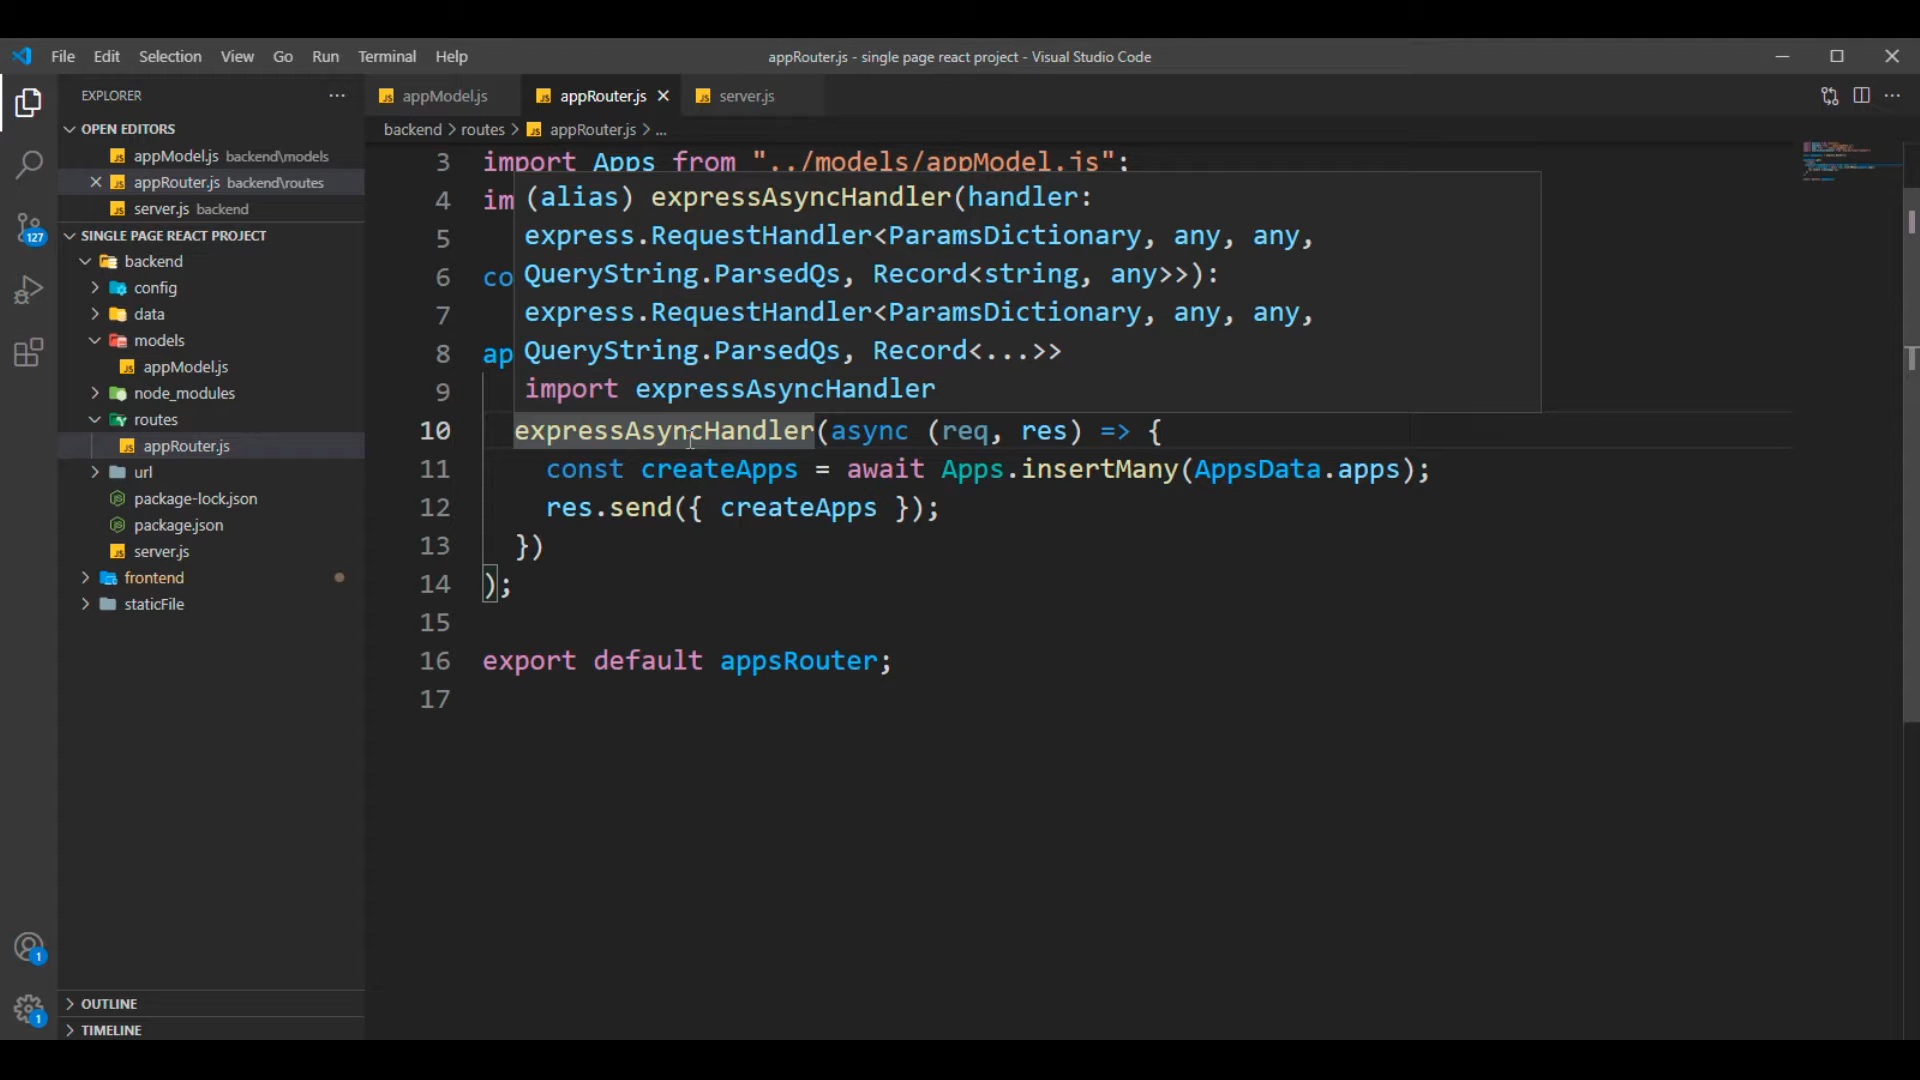 File Edit Selection View Go Run Terminal Help
appRouter.js - single page react project - Visual Studio Code
EXPLORER
OPEN EDITORS
appModel.js backend\models
appRouter.js backend\routes
server.js backend
SINGLE PAGE REACT PROJECT
backend
config
data
models
appModel.js
node_modules
routes
appRouter.js
url
package-lock.json
package.json
server.js
frontend
staticFile
OUTLINE
TIMELINE
127
1
1
appModel.js appRouter.js server.js
backend > routes > appRouter.js > ...
3 import Apps from "../models/appModel.js";
4 im
5
6 co
7
8 ap
9
(alias) expressAsyncHandler(handler:
express.RequestHandler<ParamsDictionary, any, any,
QueryString.ParsedQs, Record<string, any>>):
express.RequestHandler<ParamsDictionary, any, any,
QueryString.ParsedQs, Record<...>>
import expressAsyncHandler
10 expressAsyncHandler(async (req, res) => {
11 const createApps = await Apps.insertMany(AppsData.apps);
12 res.send({ createApps });
13 })
14 );
15
16 export default appsRouter;
17